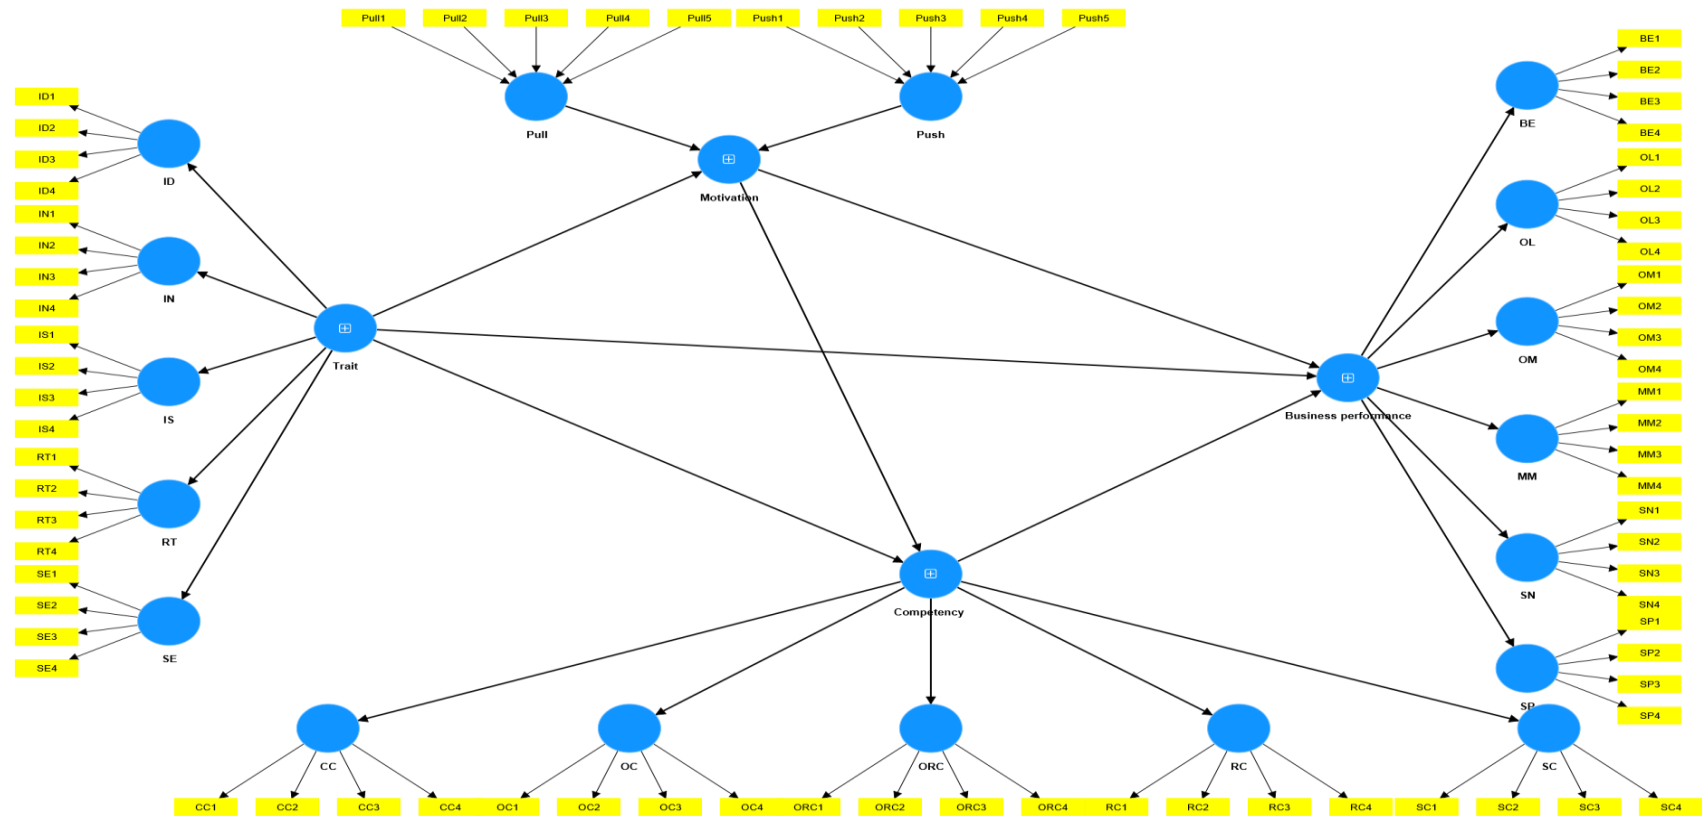 Pull1 Pull2 Pull3 Pull4 Pull5 Push1 Push2 Push3 Push4 Push5
Pull
Push
Motivation
ID1
ID2
ID3
ID4
ID
IN1
IN2
IN3
IN4
IN
IS1
IS2
IS3
IS4
IS
RT1
RT2
RT3
RT4
RT
SE1
SE2
SE3
SE4
SE
Trait
Business performance
BE
BE1
BE2
BE3
BE4
OL
OL1
OL2
OL3
OL4
OM
OM1
OM2
OM3
OM4
MM
MM1
MM2
MM3
MM4
SN
SN1
SN2
SN3
SN4
SP
SP1
SP2
SP3
SP4
Competency
CC
OC
ORC
RC
SC
CC1 CC2 CC3 CC4 OC1 OC2 OC3 OC4 ORC1 ORC2 ORC3 ORC4 RC1 RC2 RC3 RC4 SC1 SC2 SC3 SC4